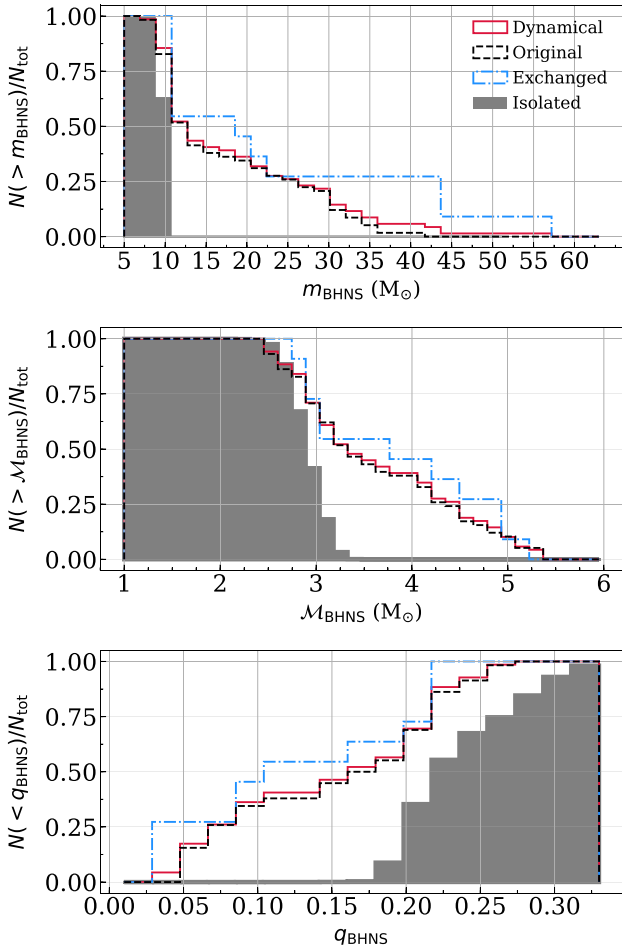 1.00
0.75
0.50
0.25
0.00
N(> m_BHNS)/N_tot
Dynamical
Original
Exchanged
Isolated
5 10 15 20 25 30 35 40 45 50 55 60
m_BHNS (M_⊙)
1.00
0.75
0.50
0.25
0.00
N(> ℳ_BHNS)/N_tot
1 2 3 4 5 6
ℳ_BHNS (M_⊙)
1.00
0.75
0.50
0.25
0.00
N(< q_BHNS)/N_tot
0.00 0.05 0.10 0.15 0.20 0.25 0.30
q_BHNS